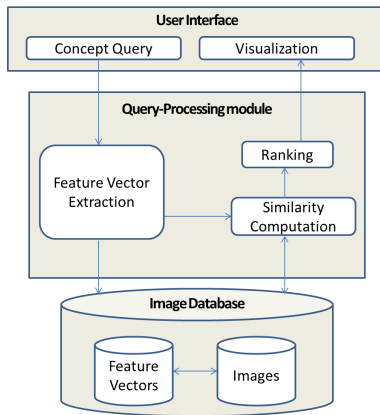 User Interface
Concept Query
Visualization
Query-Processing module
Feature Vector
Extraction
Ranking
Similarity
Computation
Image Database
Feature
Vectors
Images